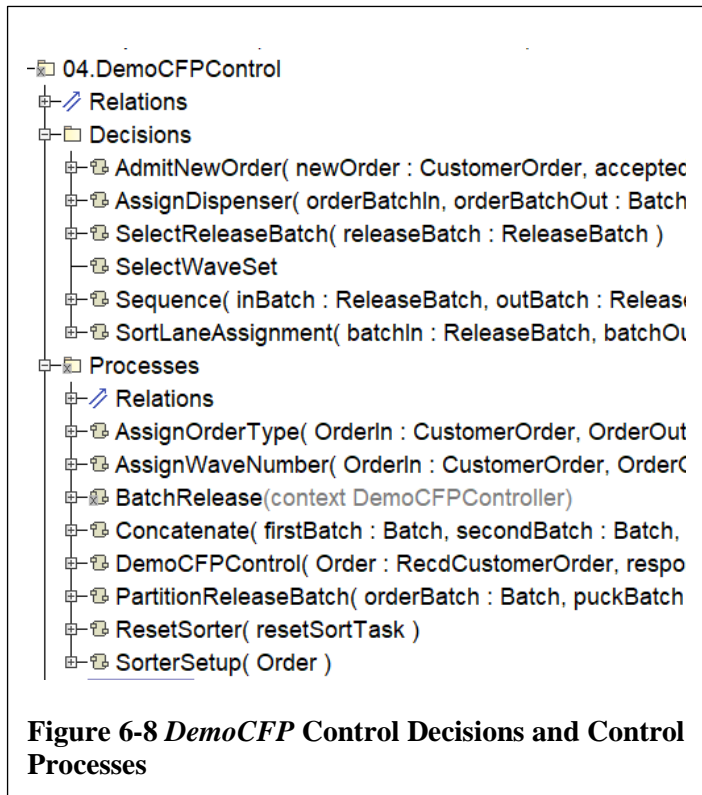 04.DemoCFPControl
Relations
Decisions
AdmitNewOrder( newOrder : CustomerOrder, accepted
AssignDispenser( orderBatchIn, orderBatchOut : Batch
SelectReleaseBatch( releaseBatch : ReleaseBatch )
SelectWaveSet
Sequence( inBatch : ReleaseBatch, outBatch : Release
SortLaneAssignment( batchIn : ReleaseBatch, batchOu
Processes
Relations
AssignOrderType( OrderIn : CustomerOrder, OrderOut
AssignWaveNumber( OrderIn : CustomerOrder, OrderO
BatchRelease(context DemoCFPController)
Concatenate( firstBatch : Batch, secondBatch : Batch,
DemoCFPControl( Order : RecdCustomerOrder, respo
PartitionReleaseBatch( orderBatch : Batch, puckBatch
ResetSorter( resetSortTask )
SorterSetup( Order )
Figure 6-8 DemoCFP Control Decisions and Control
Processes